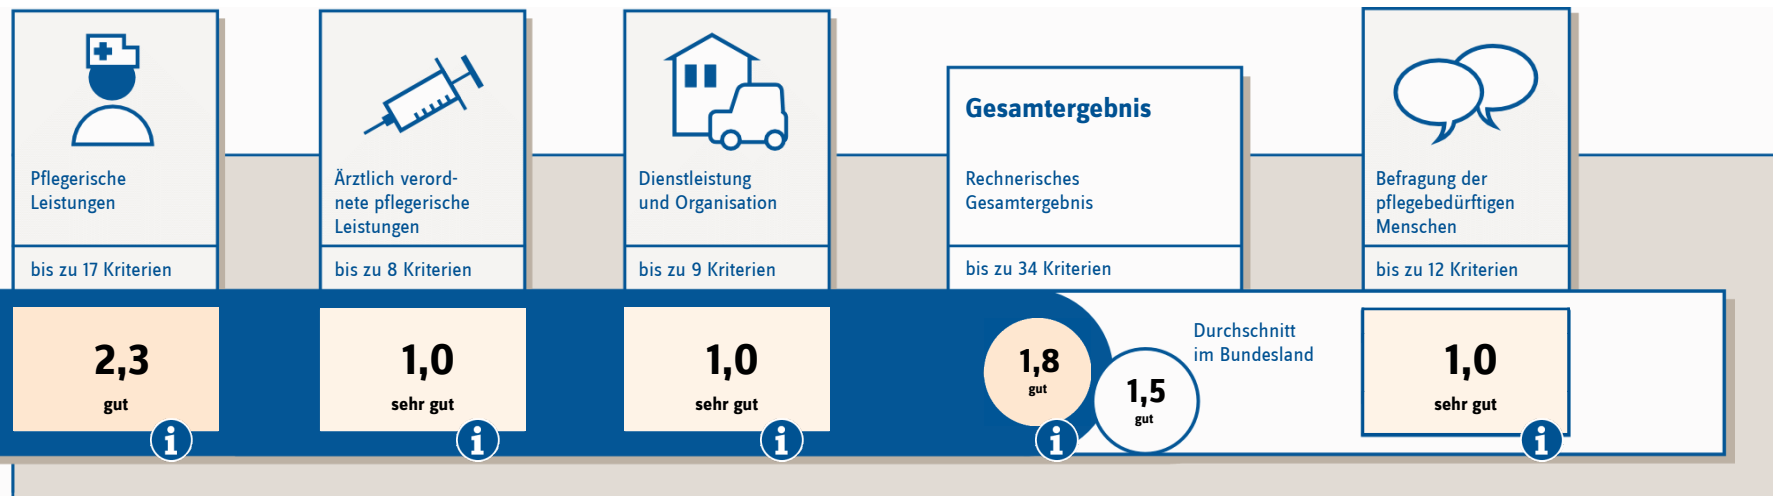 Pflegerische
Leistungen
bis zu 17 Kriterien
2,3
gut
Ärztlich verord-
nete pflegerische
Leistungen
bis zu 8 Kriterien
1,0
sehr gut
Dienstleistung
und Organisation
bis zu 9 Kriterien
1,0
sehr gut
Gesamtergebnis
Rechnerisches
Gesamtergebnis
bis zu 34 Kriterien
1,8
gut
1,5
gut
Durchschnitt
im Bundesland
Befragung der
pflegebedürftigen
Menschen
bis zu 12 Kriterien
1,0
sehr gut